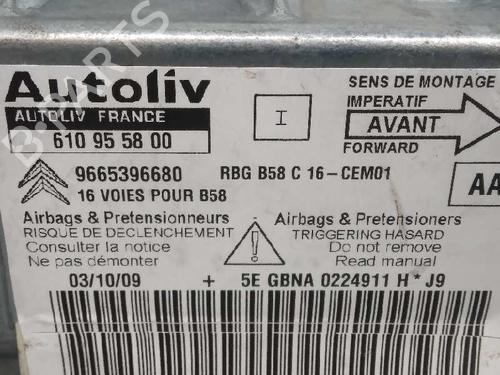 Autoliv
AUTOLIV FRANCE
610 95 58 00
I
SENS DE MONTAGE
IMPERATIF
AVANT
FORWARD
9665396680
RBG B58 C 16-CEM01
16 VOIES POUR B58
AA
Airbags & Pretensionneurs
RISQUE DE DECLENCHEMENT
Consulter la notice
Ne pas démonter
Airbags & Pretensioners
TRIGGERING HASARD
Do not remove
Read manual
03/10/09 + 5E GBNA 0224911 H * J9
B-PARTS